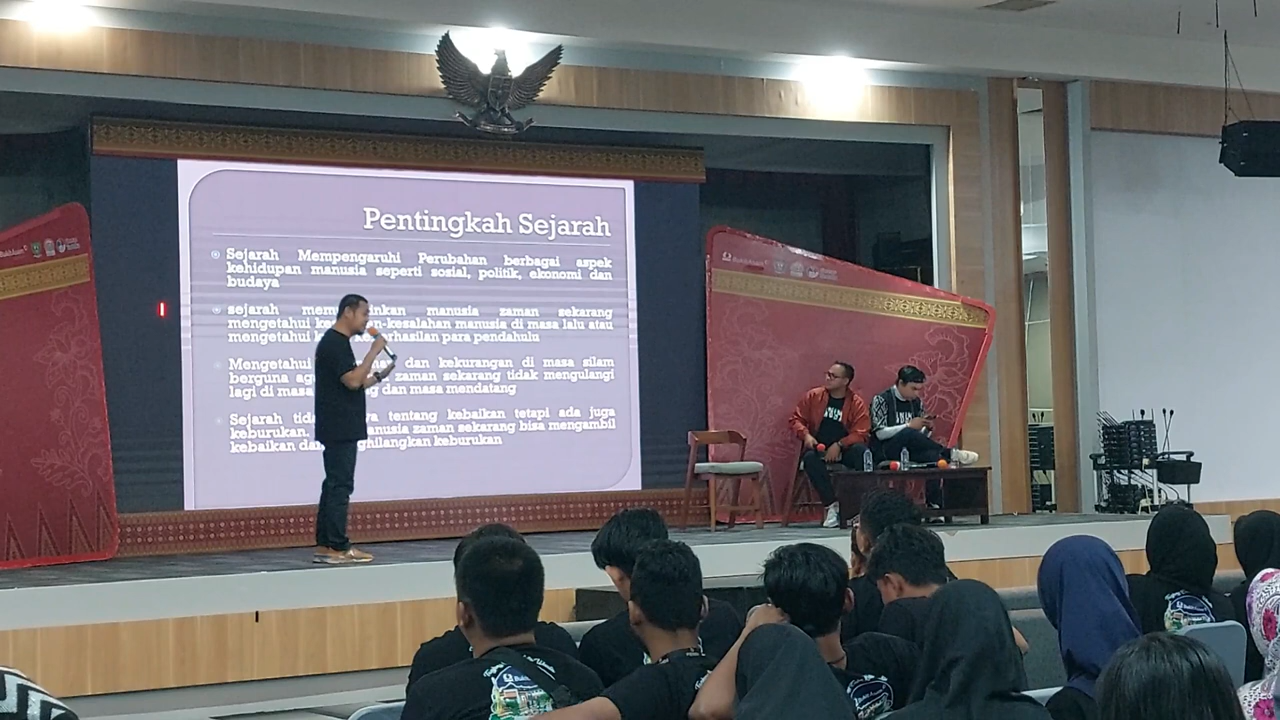 Pentingkah Sejarah
Sejarah Mempengaruhi Perubahan berbagai aspek
kehidupan manusia seperti sosial, politik, ekonomi dan
budaya
sejarah manusia zaman sekarang
mengetahui manusia di masa lalu atau
mengetahui para pendahulu
Mengetahui dan kekurangan di masa silam
berguna zaman sekarang tidak mengulangi
lagi di masa dan masa mendatang
Sejarah tentang kebaikan tetapi ada juga
keburukan. zaman sekarang bisa mengambil
kebaikan keburukan